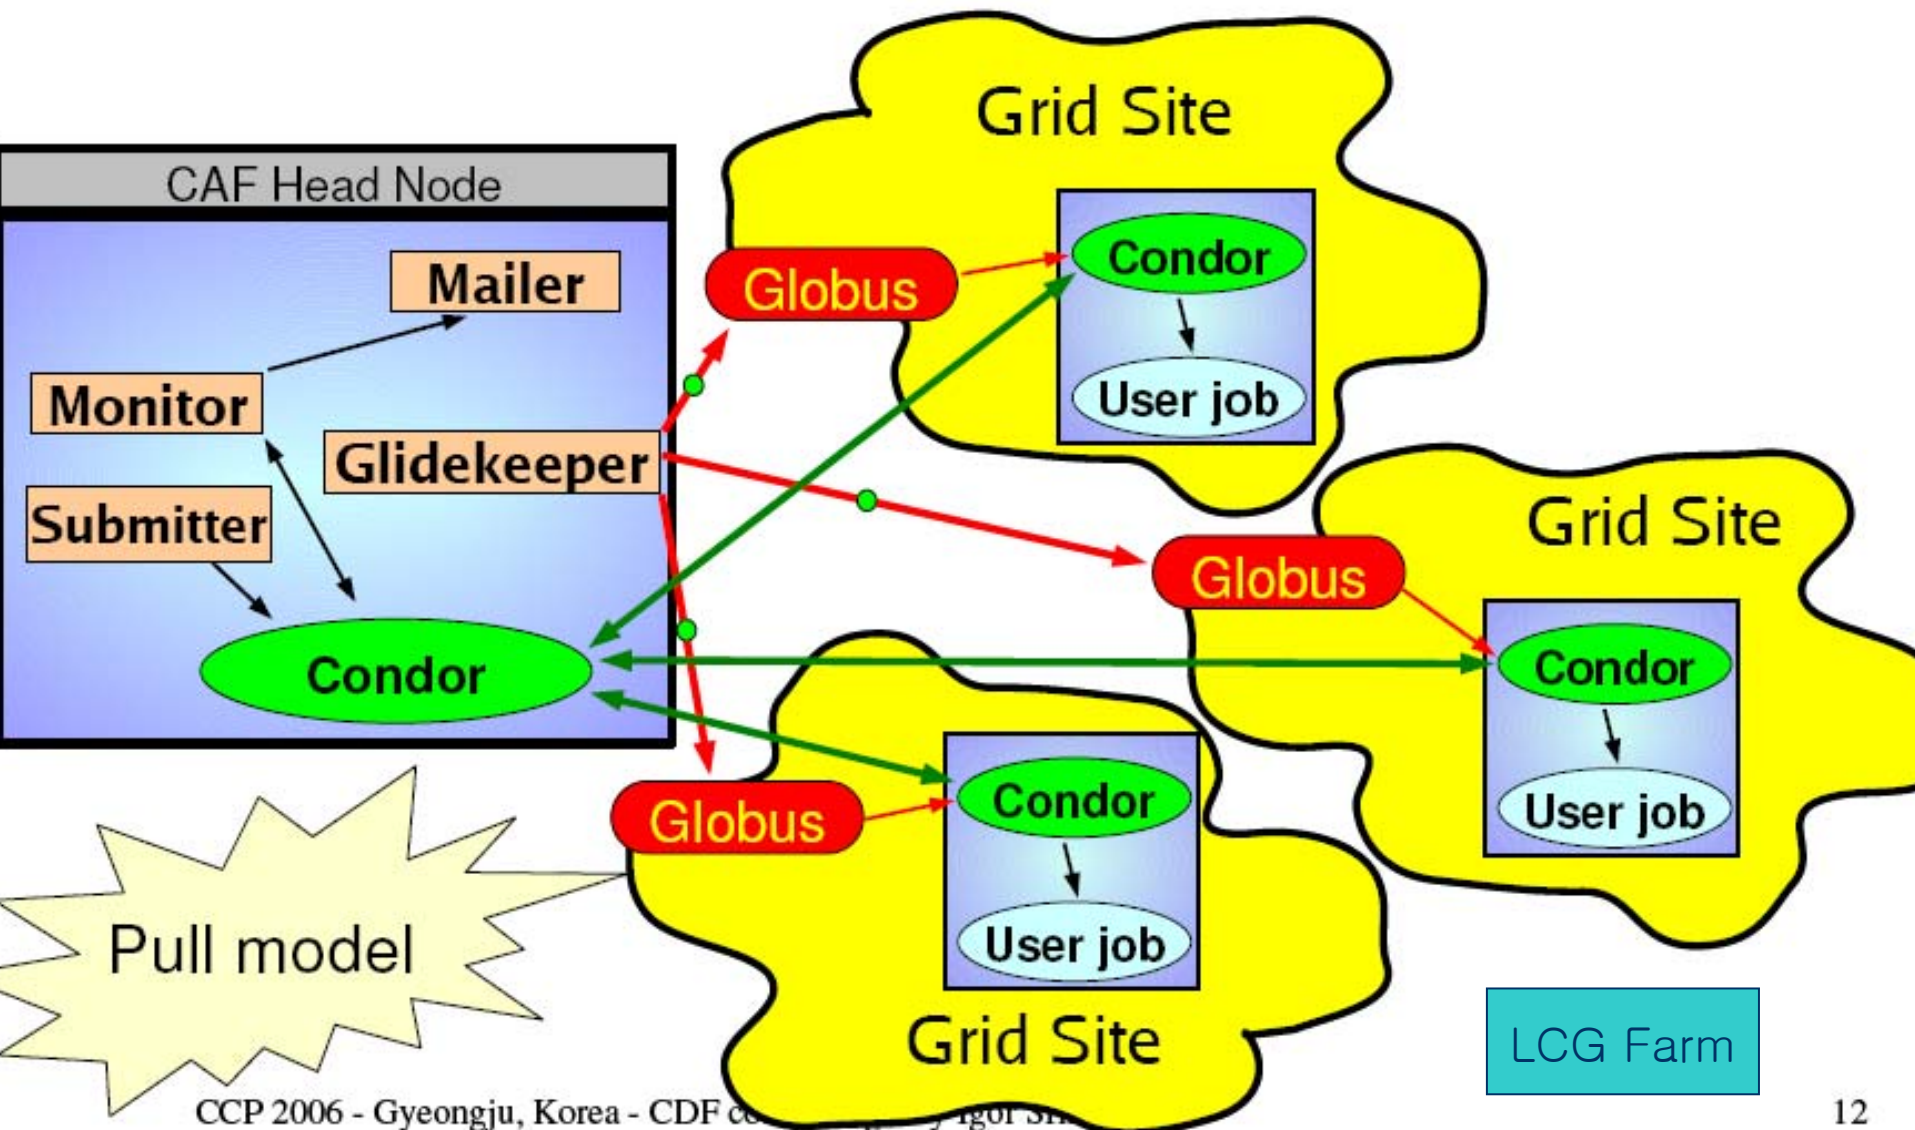 Grid Site
CAF Head Node
Mailer
Monitor
Glidekeeper
Submitter
Condor
Globus
Condor
User job
Grid Site
Globus
Condor
User job
Globus
Condor
User job
Grid Site
Pull model
LCG Farm
CCP 2006 - Gyeongju, Korea - CDF
Igor
12